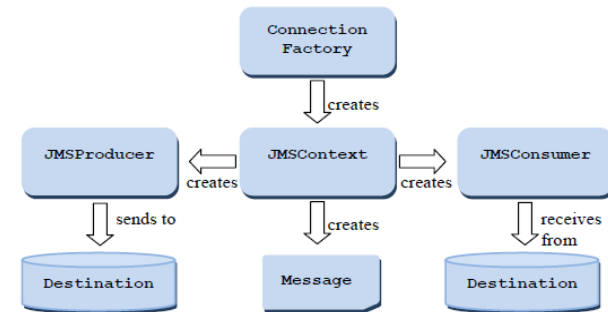 Connection
Factory
creates
JMSProducer
JMSContext
JMSConsumer
creates
creates
sends to
creates
receives
from
Destination
Message
Destination